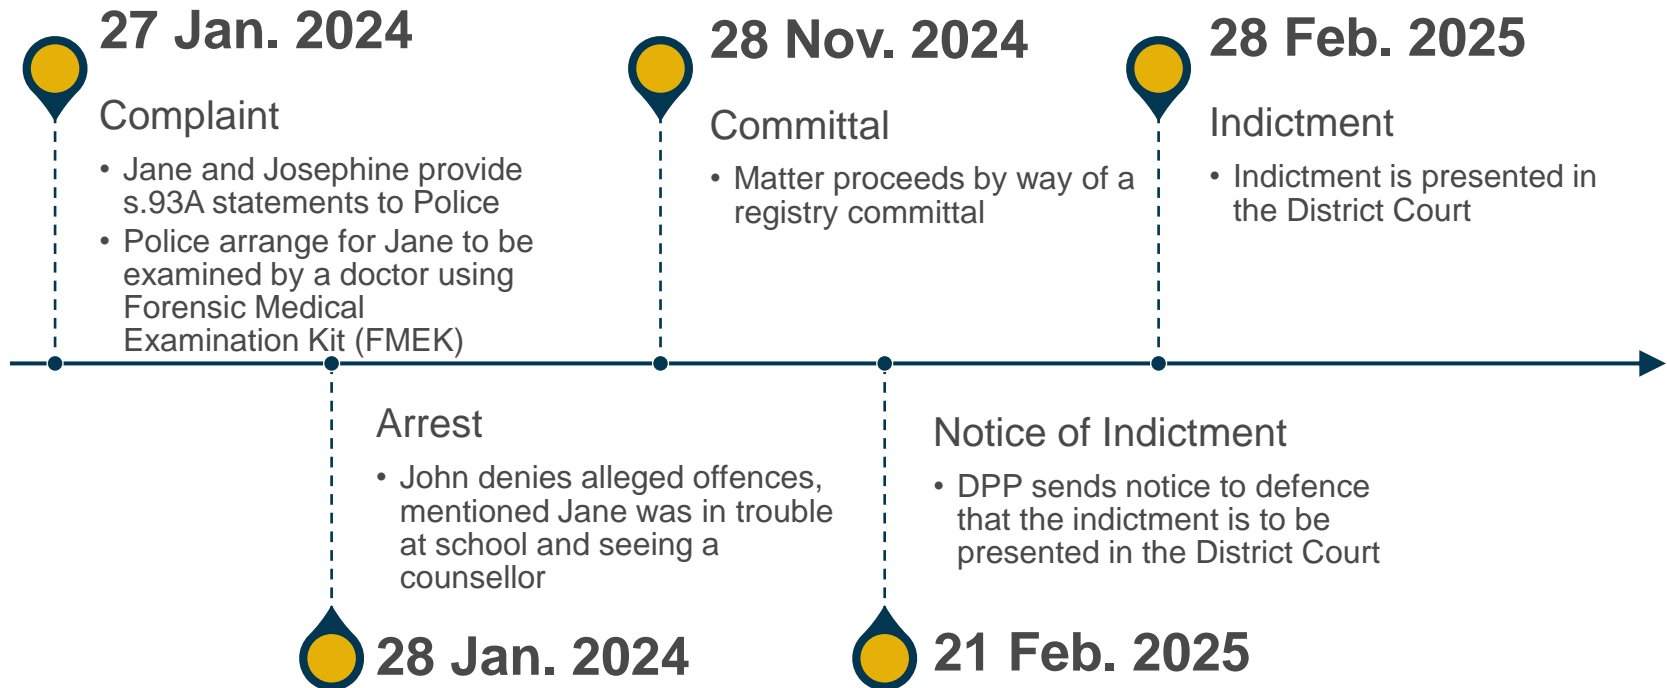 27 Jan. 2024
Complaint
• Jane and Josephine provide
s.93A statements to Police
• Police arrange for Jane to be
examined by a doctor using
Forensic Medical
Examination Kit (FMEK)
Arrest
• John denies alleged offences,
mentioned Jane was in trouble
at school and seeing a
counsellor
28 Jan. 2024
28 Nov. 2024
Committal
• Matter proceeds by way of a
registry committal
Notice of Indictment
• DPP sends notice to defence
that the indictment is to be
presented in the District Court
21 Feb. 2025
28 Feb. 2025
Indictment
• Indictment is presented in
the District Court